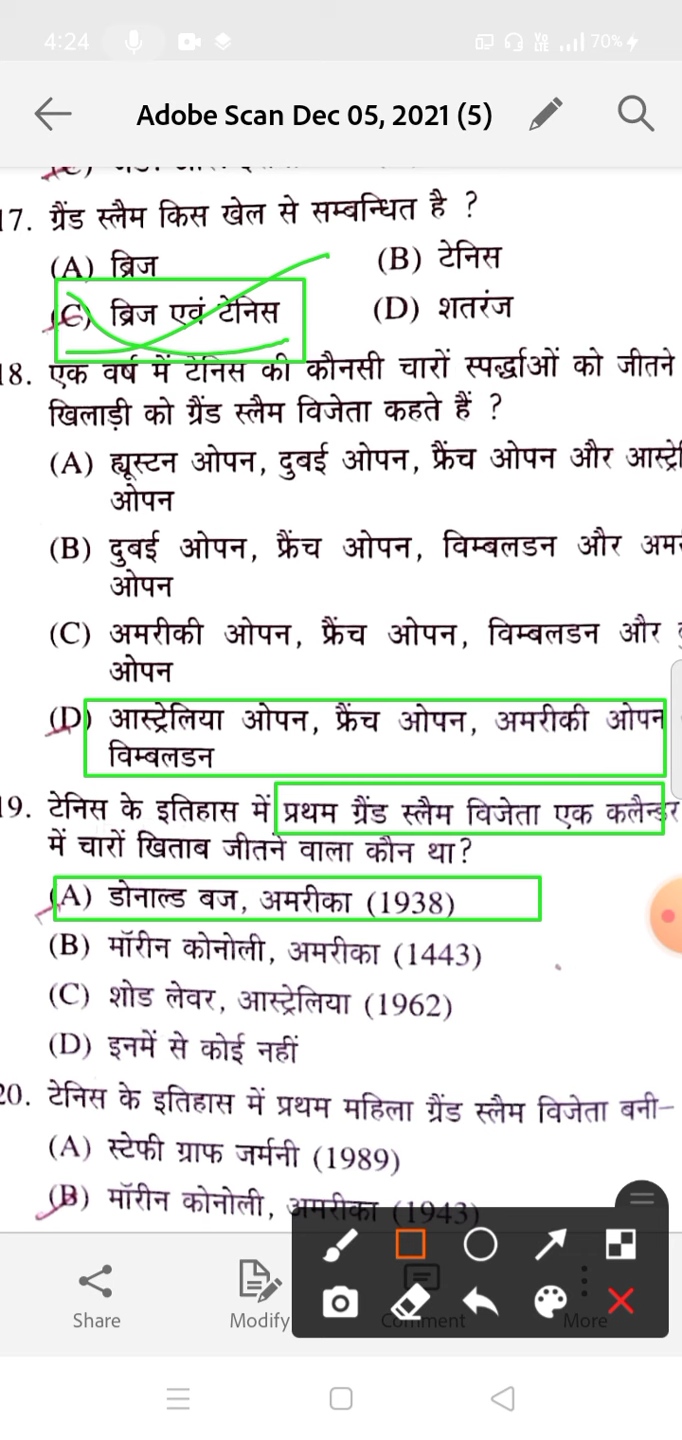 4:24
70%
Adobe Scan Dec 05, 2021 (5)
17. ग्रैंड स्लैम किस खेल से सम्बन्धित है ?
(A) ब्रिज (B) टेनिस
(C) ब्रिज एवं टेनिस (D) शतरंज
18. एक वर्ष में टेनिस की कौनसी चारों स्पर्द्धाओं को जीतने
खिलाड़ी को ग्रैंड स्लैम विजेता कहते हैं ?
(A) ह्यूस्टन ओपन, दुबई ओपन, फ्रैंच ओपन और
ओपन
(B) दुबई ओपन, फ्रैंच ओपन, विम्बलडन और
ओपन
(C) अमरीकी ओपन, फ्रैंच ओपन, विम्बलडन और
ओपन
(D) आस्ट्रेलिया ओपन, फ्रैंच ओपन, अमरीकी ओपन
विम्बलडन
19. टेनिस के इतिहास में प्रथम ग्रैंड स्लैम विजेता एक कलैन्डर
में चारों खिताब जीतने वाला कौन था?
(A) डोनाल्ड बज, अमरीका (1938)
(B) मॉरीन कोनोली, अमरीका (1443)
(C) शोड लेवर, आस्ट्रेलिया (1962)
(D) इनमें से कोई नहीं
20. टेनिस के इतिहास में प्रथम महिला ग्रैंड स्लैम विजेता बनी–
(A) स्टेफी ग्राफ जर्मनी (1989)
(B) मॉरीन कोनोली, अमरीका (1943)
Share Modify Comment More